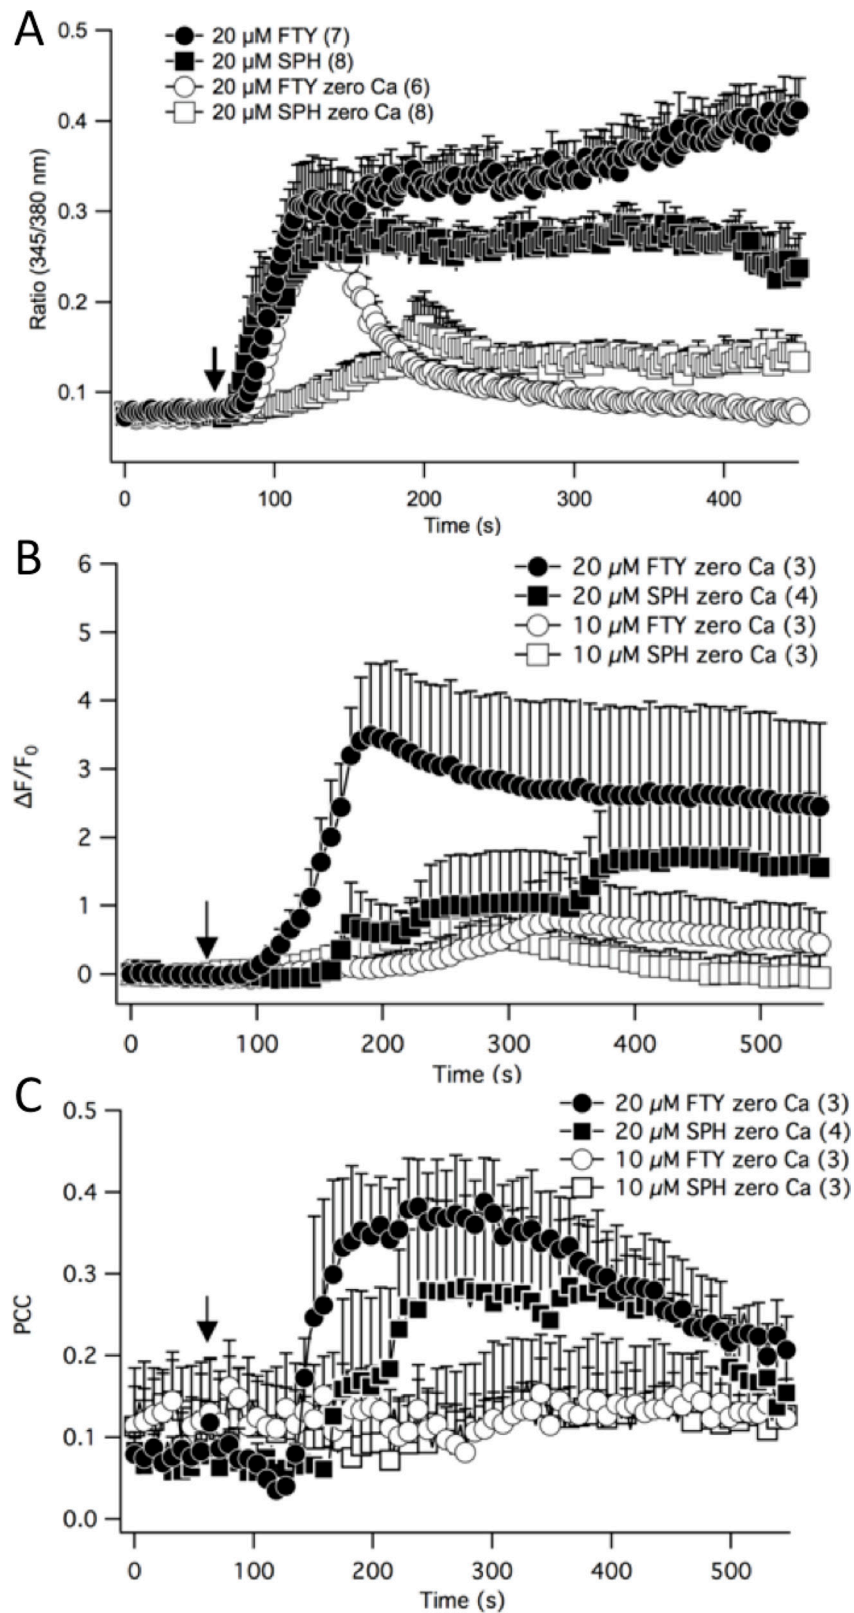 A
0.5
0.4
0.3
0.2
0.1
Ratio (345/380 nm)
20 µM FTY (7)
20 µM SPH (8)
20 µM FTY zero Ca (6)
20 µM SPH zero Ca (8)
0 100 200 300 400
Time (s)
B
6
5
4
3
2
1
0
ΔF/F0
20 µM FTY zero Ca (3)
20 µM SPH zero Ca (4)
10 µM FTY zero Ca (3)
10 µM SPH zero Ca (3)
0 100 200 300 400 500
Time (s)
C
0.5
0.4
0.3
0.2
0.1
0.0
PCC
20 µM FTY zero Ca (3)
20 µM SPH zero Ca (4)
10 µM FTY zero Ca (3)
10 µM SPH zero Ca (3)
0 100 200 300 400 500
Time (s)